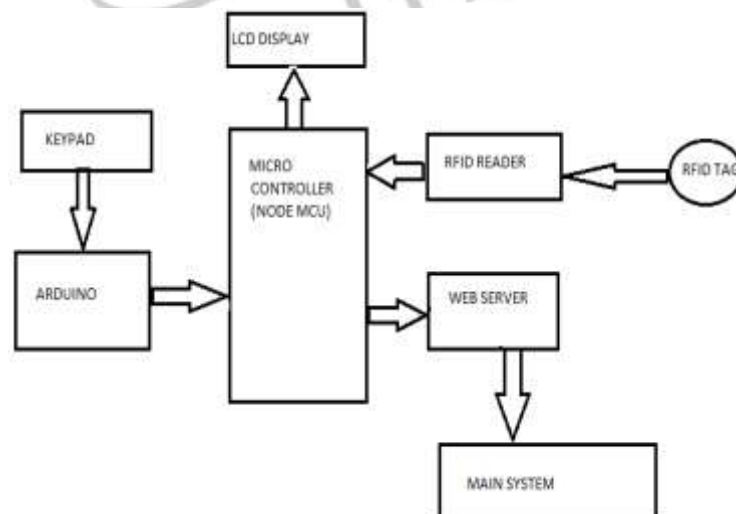 LCD DISPLAY
KEYPAD
MICRO
CONTROLLER
(NODE MCU)
RFID READER
RFID TAG
ARDUINO
WEB SERVER
MAIN SYSTEM